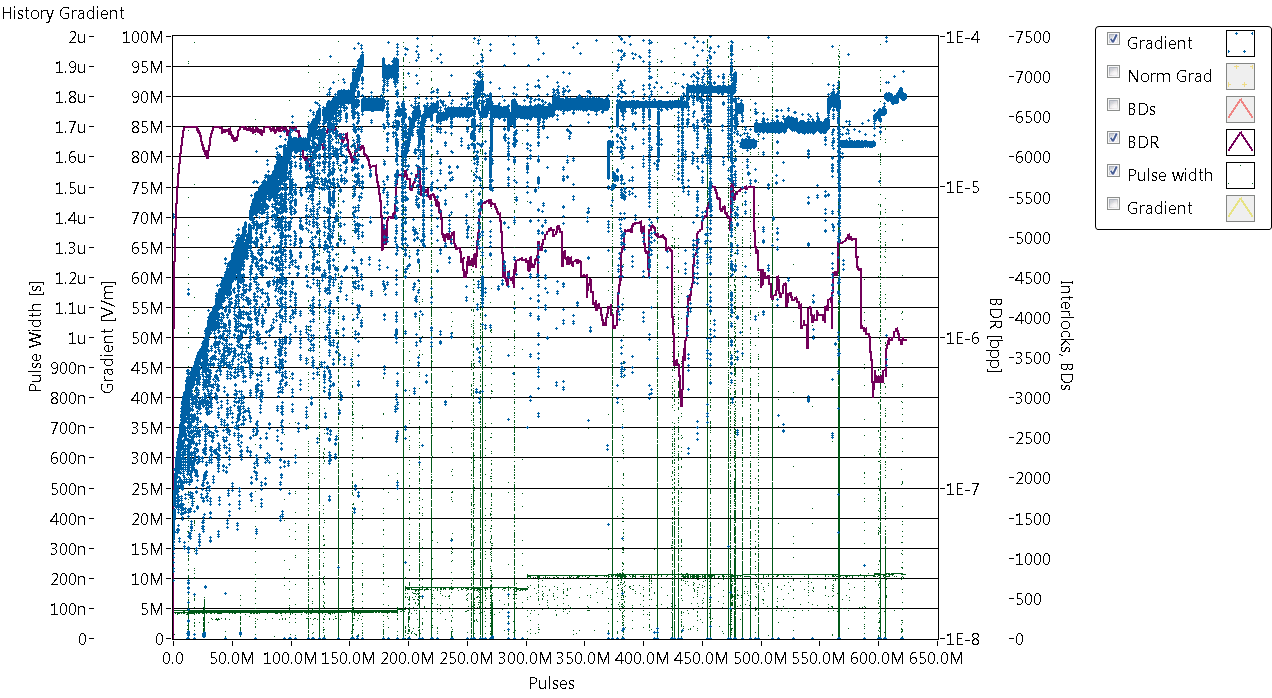 History Gradient
2u-
1.9u-
1.8u-
1.7u-
1.6u-
1.5u-
1.4u-
1.3u-
1.2u-
1.1u-
1u-
900n-
800n-
700n-
600n-
500n-
400n-
300n-
200n-
100n-
0-
Pulse Width [s]
100M-
95M-
90M-
85M-
80M-
75M-
70M-
65M-
60M-
55M-
50M-
45M-
40M-
35M-
30M-
25M-
20M-
15M-
10M-
5M-
0-
Gradient [V/m]
0.0 50.0M 100.0M 150.0M 200.0M 250.0M 300.0M 350.0M 400.0M 450.0M 500.0M 550.0M 600.0M 650.0M
Pulses
-1E-4
-1E-5
-1E-6
-1E-7
-1E-8
BDR [bpp]
-7500
-7000
-6500
-6000
-5500
-5000
-4500
-4000
-3500
-3000
-2500
-2000
-1500
-1000
-500
-0
Interlocks, BDs
Gradient
Norm Grad
BDs
BDR
Pulse width
Gradient